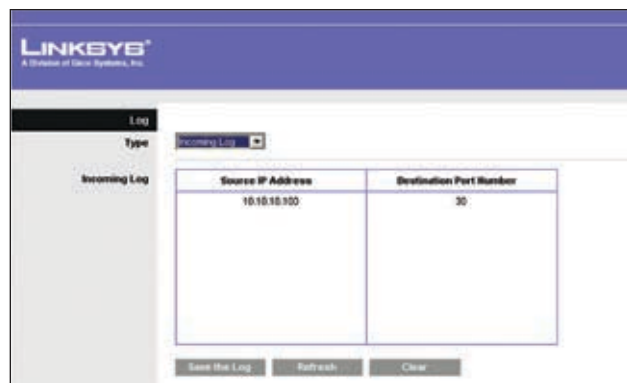 LINKSYS®
A Division of Cisco Systems, Inc.
Log
Type Incoming Log
Incoming Log
Source IP Address Destination Port Number
10.10.10.100 30
Save the Log Refresh Clear